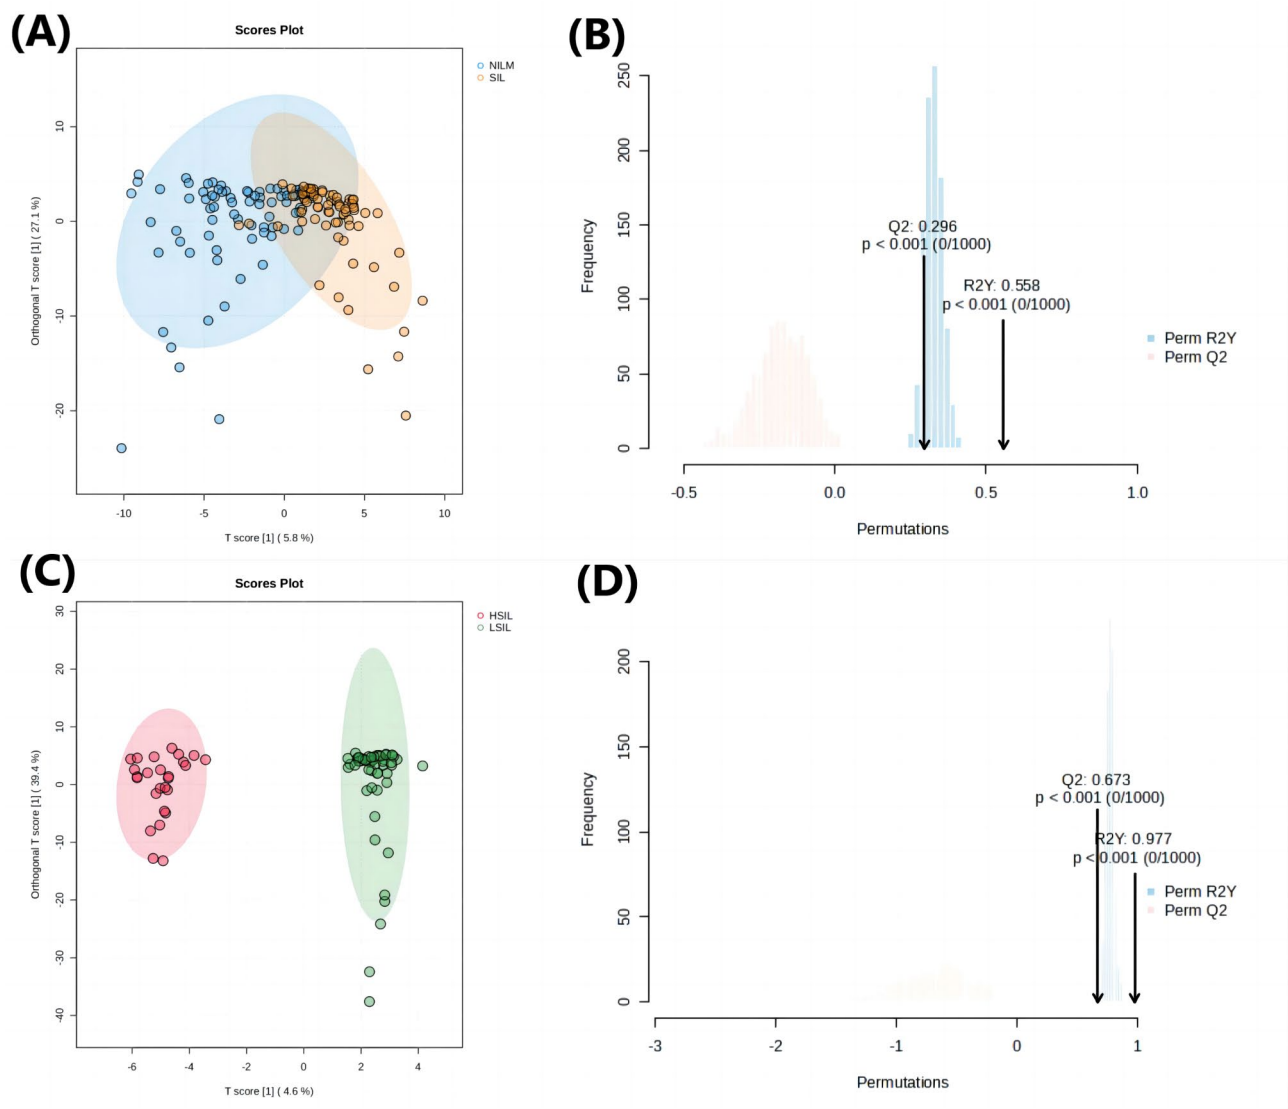 (A)
Scores Plot
NILM
SIL
10
0
-10
-20
Orthogonal T score [1] ( 27.1 %)
-10
-5
0
5
10
T score [1] ( 5.8 %)
(B)
250
200
150
100
50
0
Frequency
Q2: 0.296
p < 0.001 (0/1000)
R2Y: 0.558
p < 0.001 (0/1000)
Perm R2Y
Perm Q2
-0.5
0.0
0.5
1.0
Permutations
(C)
Scores Plot
HSIL
LSIL
30
20
10
0
-10
-20
-30
-40
Orthogonal T score [1] ( 39.4 %)
-6
-4
-2
0
2
4
T score [1] ( 4.6 %)
(D)
200
150
100
50
0
Frequency
Q2: 0.673
p < 0.001 (0/1000)
R2Y: 0.977
p < 0.001 (0/1000)
Perm R2Y
Perm Q2
-3
-2
-1
0
1
Permutations